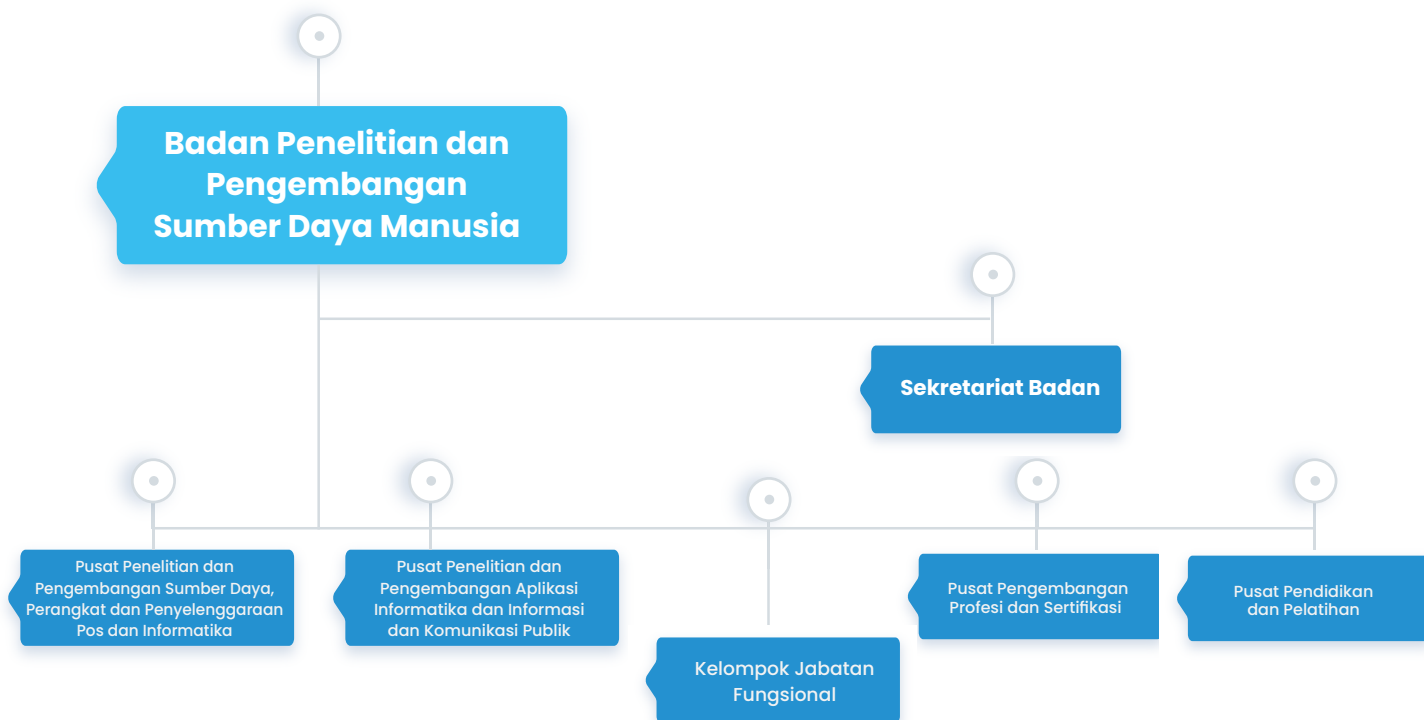 Badan Penelitian dan
Pengembangan
Sumber Daya Manusia
Sekretariat Badan
Pusat Penelitian dan
Pengembangan Sumber Daya,
Perangkat dan Penyelenggaraan
Pos dan Informatika
Pusat Penelitian dan
Pengembangan Aplikasi
Informatika dan Informasi
dan Komunikasi Publik
Kelompok Jabatan
Fungsional
Pusat Pengembangan
Profesi dan Sertifikasi
Pusat Pendidikan
dan Pelatihan